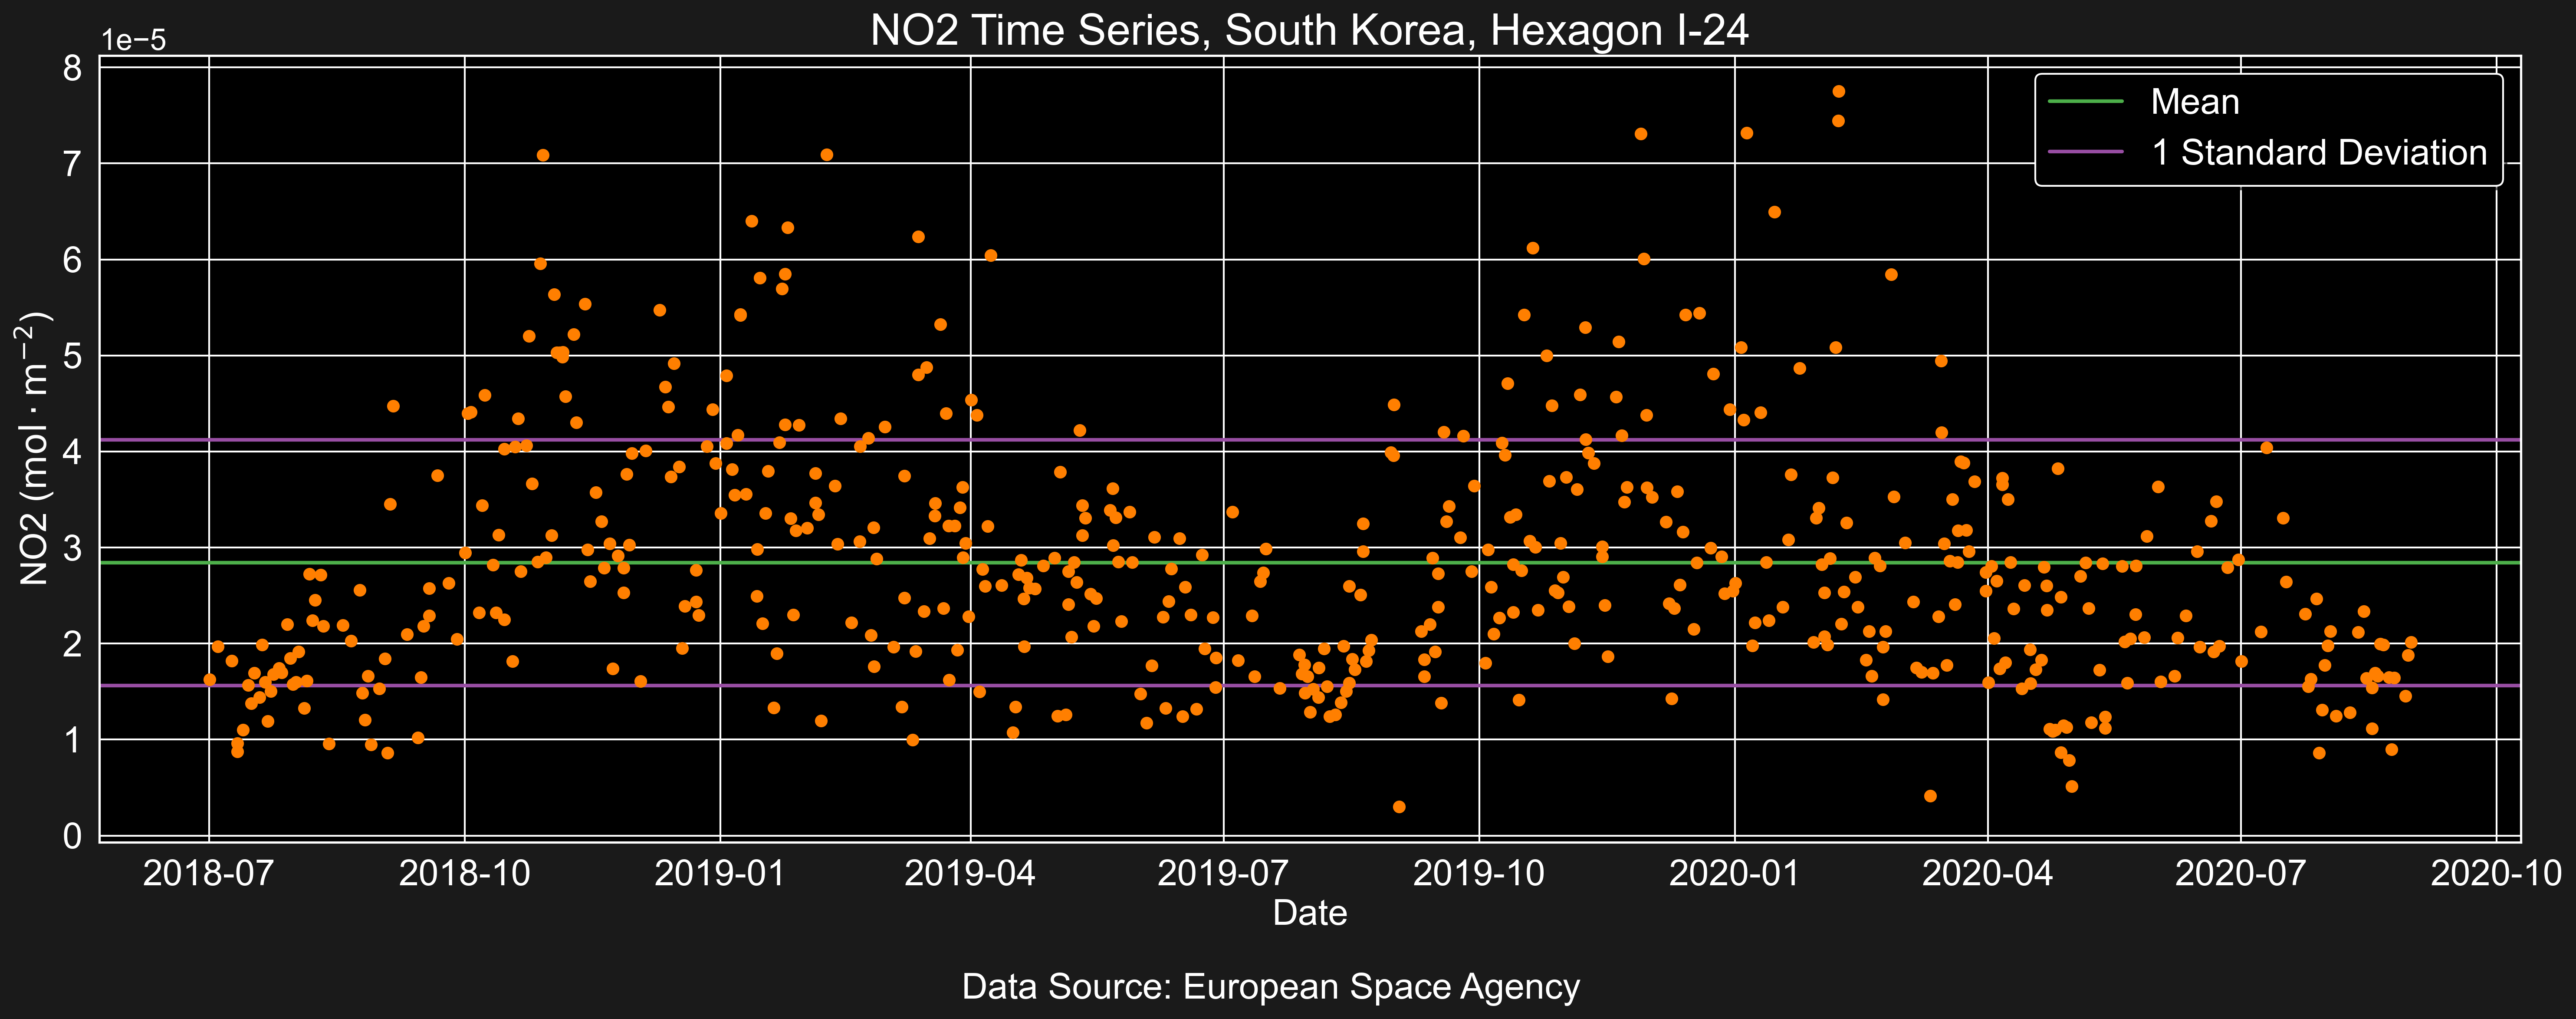 NO2 Time Series, South Korea, Hexagon I-24
1e−5
8
7
6
5
4
3
2
1
0
NO2 (mol · m⁻²)
Mean
1 Standard Deviation
2018-07 2018-10 2019-01 2019-04 2019-07 2019-10 2020-01 2020-04 2020-07 2020-10
Date
Data Source: European Space Agency